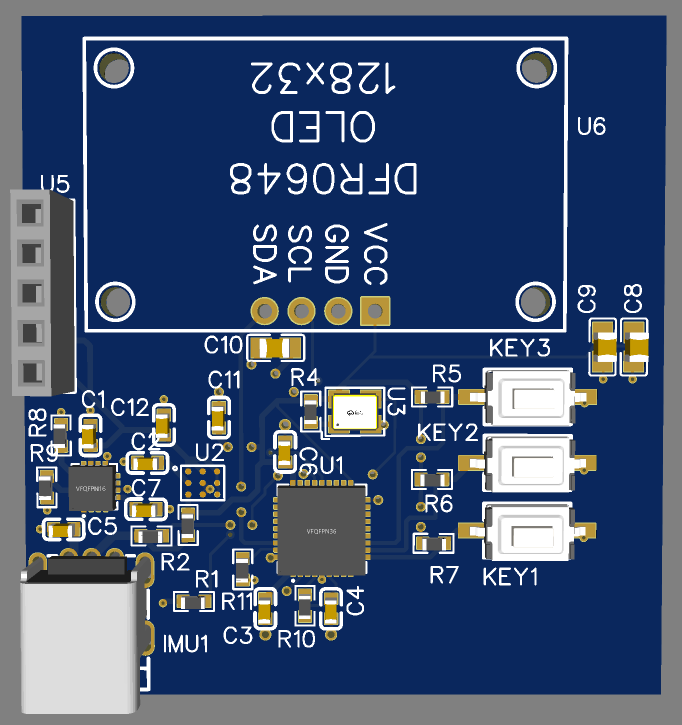 128x32
OLED
DFR0648
U6
U5
SDA
SCL
GND
VCC
C9
C8
C10
KEY3
R4
C11
R5
U3
C1
C12
R8
KEY2
C2
R9
U2
C6
U1
VFQFPN16
C7
R6
C5
VFQFPN36
R2
R7
KEY1
R1
R11
C4
C3
R10
IMU1